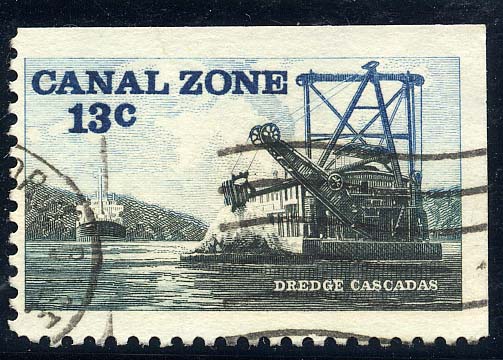 CANAL ZONE
13c
DREDGE CASCADAS